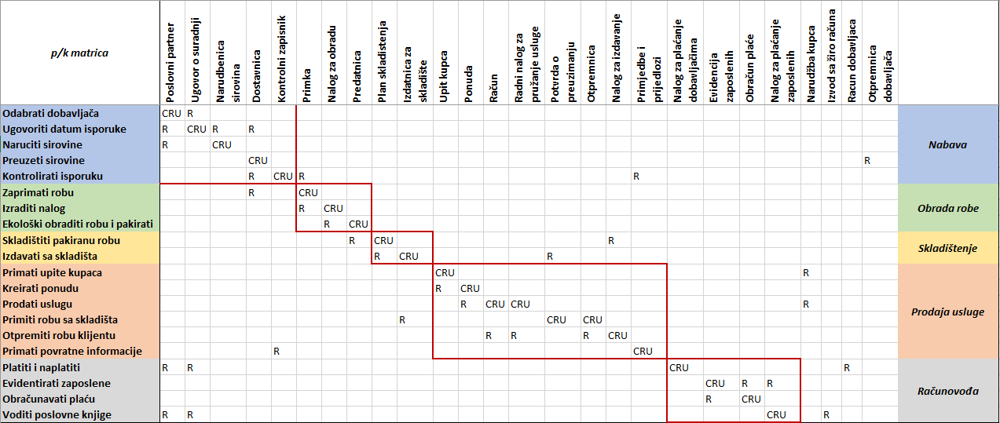 p/k matrica
Poslovni partner
Ugovor o suradnji
Narudbenica
sirovina
Dostavnica
Kontrolni zapisnik
Primka
Nalog za obradu
Predatnica
Plan skladistenja
Izdatnica za
skladište
Upit kupca
Ponuda
Račun
Radni nalog za
pružanje usluge
Potvrda o
preuzimanju
Otpremnica
Nalog za izdavanje
Primjedbe i
prijedlozi
Nalog za plaćanje
dobavljačima
Evidencija
zaposlenih
Obračun plaće
Nalog za plaćanje
zaposlenih
Narudžba kupca
Izvod sa žiro računa
Racun dobavljaca
Otpremnica
dobavljača
Odabrati dobavljača CRU R
Ugovoriti datum isporuke R CRU R R
Naruciti sirovine R CRU
Nabava
Preuzeti sirovine CRU R
Kontrolirati isporuku R CRU R R
Zaprimati robu R CRU
Izraditi nalog R CRU
Obrada robe
Ekološki obraditi robu i pakirati R CRU
Skladištiti pakiranu robu R CRU R
Skladištenje
Izdavati sa skladišta R CRU R
Primati upite kupaca CRU R
Kreirati ponudu R CRU
Prodati uslugu R CRU CRU R
Prodaja usluge
Primiti robu sa skladišta R CRU CRU
Otpremiti robu klijentu R R R CRU
Primati povratne informacije R CRU
Platiti i naplatiti R R CRU R
Evidentirati zaposlene CRU R R
Računovođa
Obračunavati plaću R CRU
Voditi poslovne knjige R R CRU R